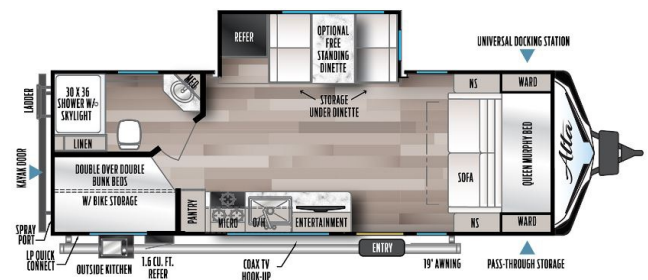 REFER
OPTIONAL
FREE
STANDING
DINETTE
UNIVERSAL DOCKING STATION
30 X 36
SHOWER W/
SKYLIGHT
MED
LADDER
STORAGE
UNDER DINETTE
NS
WARD
LINEN
KAYAK DOOR
DOUBLE OVER DOUBLE
BUNK BEDS
W/ BIKE STORAGE
SOFA
QUEEN MURPHY BED
Alta
PANTRY
MICRO
O/H
ENTERTAINMENT
NS
WARD
SPRAY
PORT
LP QUICK
CONNECT
OUTSIDE KITCHEN
1.6 CU. FT.
REFER
COAX TV
HOOK-UP
ENTRY
19' AWNING
PASS-THROUGH STORAGE